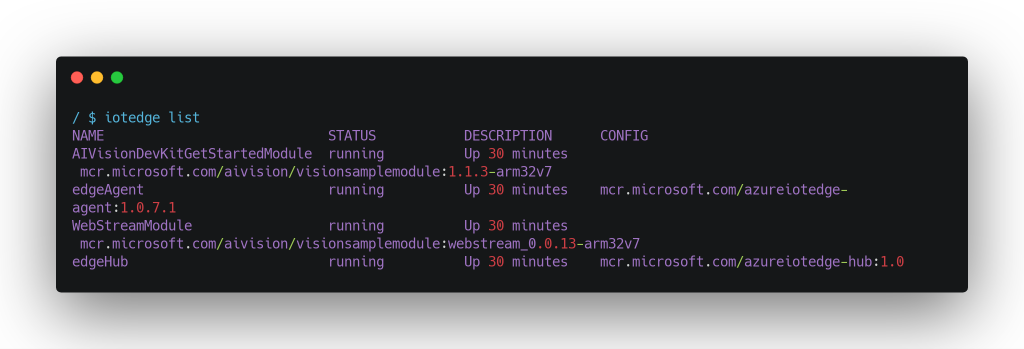 / $ iotedge list
NAME                            STATUS           DESCRIPTION      CONFIG
AIVisionDevKitGetStartedModule  running          Up 30 minutes
 mcr.microsoft.com/aivision/visionsamplemodule:1.1.3-arm32v7
edgeAgent                       running          Up 30 minutes    mcr.microsoft.com/azureiotedge-
agent:1.0.7.1
WebStreamModule                 running          Up 30 minutes
 mcr.microsoft.com/aivision/visionsamplemodule:webstream_0.0.13-arm32v7
edgeHub                         running          Up 30 minutes    mcr.microsoft.com/azureiotedge-hub:1.0